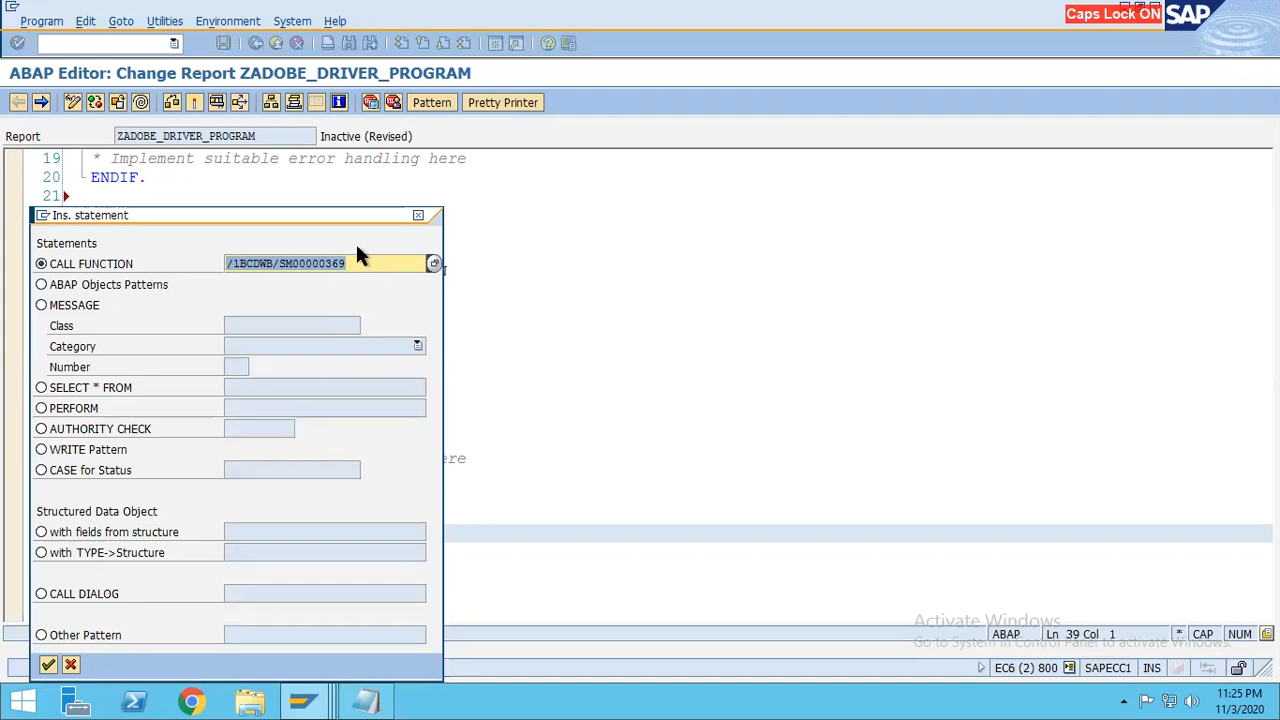 Program Edit Goto Utilities Environment System Help
Caps Lock ON
SAP
ABAP Editor: Change Report ZADOBE_DRIVER_PROGRAM
Pattern
Pretty Printer
Report
ZADOBE_DRIVER_PROGRAM
Inactive (Revised)
19 * Implement suitable error handling here
20 ENDIF.
21
Ins. statement
Statements
CALL FUNCTION /1BCDWB/SM00000369
ABAP Objects Patterns
MESSAGE
Class
Category
Number
SELECT * FROM
PERFORM
AUTHORITY CHECK
WRITE Pattern
ere
CASE for Status
Structured Data Object
with fields from structure
with TYPE->Structure
CALL DIALOG
Other Pattern
Activate Windows
Go to System in Control Panel to activate Windows.
ABAP Ln 39 Col 1 * CAP NUM
EC6 (2) 800 SAPECC1 INS
11:25 PM
11/3/2020